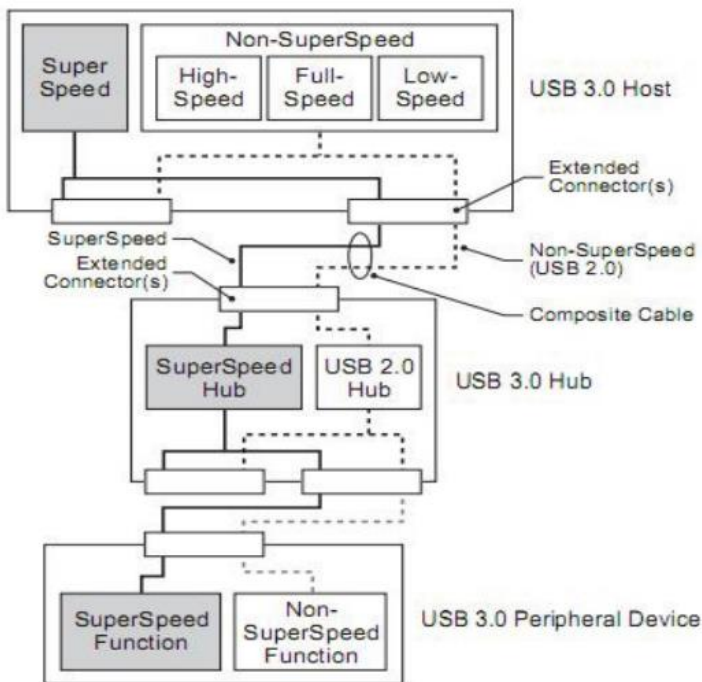 Super
Speed
Non-SuperSpeed
High-
Speed
Full-
Speed
Low-
Speed
USB 3.0 Host
Extended
Connector(s)
SuperSpeed
Extended
Connector(s)
Non-SuperSpeed
(USB 2.0)
Composite Cable
SuperSpeed
Hub
USB 2.0
Hub
USB 3.0 Hub
SuperSpeed
Function
Non-
SuperSpeed
Function
USB 3.0 Peripheral Device